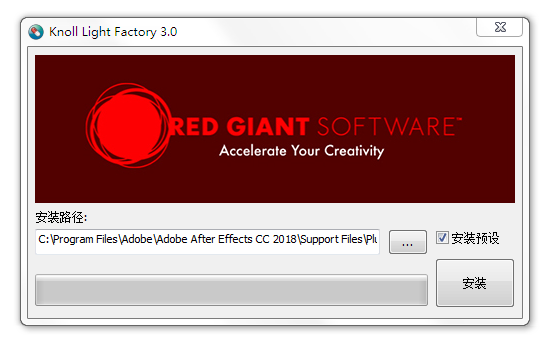 Knoll Light Factory 3.0
RED GIANT SOFTWARE™
Accelerate Your Creativity
安装路径:
C:\Program Files\Adobe\Adobe After Effects CC 2018\Support Files\Plu
...
安装预设
安装